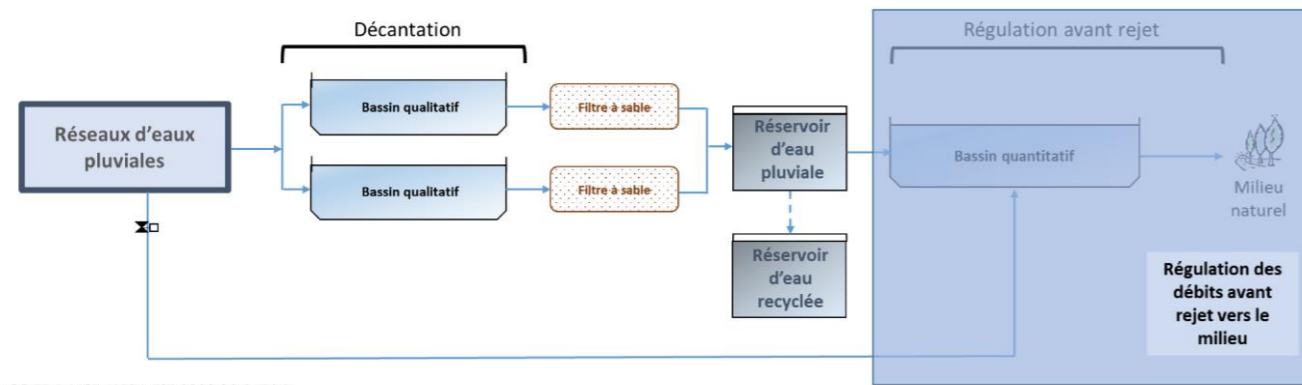 Décantation
Régulation avant rejet
Réseaux d'eaux
pluviales
Bassin qualitatif
Filtre à sable
Bassin qualitatif
Filtre à sable
Réservoir
d'eau
pluviale
Bassin quantitatif
Milieu
naturel
Réservoir
d'eau
recyclée
Régulation des
débits avant
rejet vers le
milieu